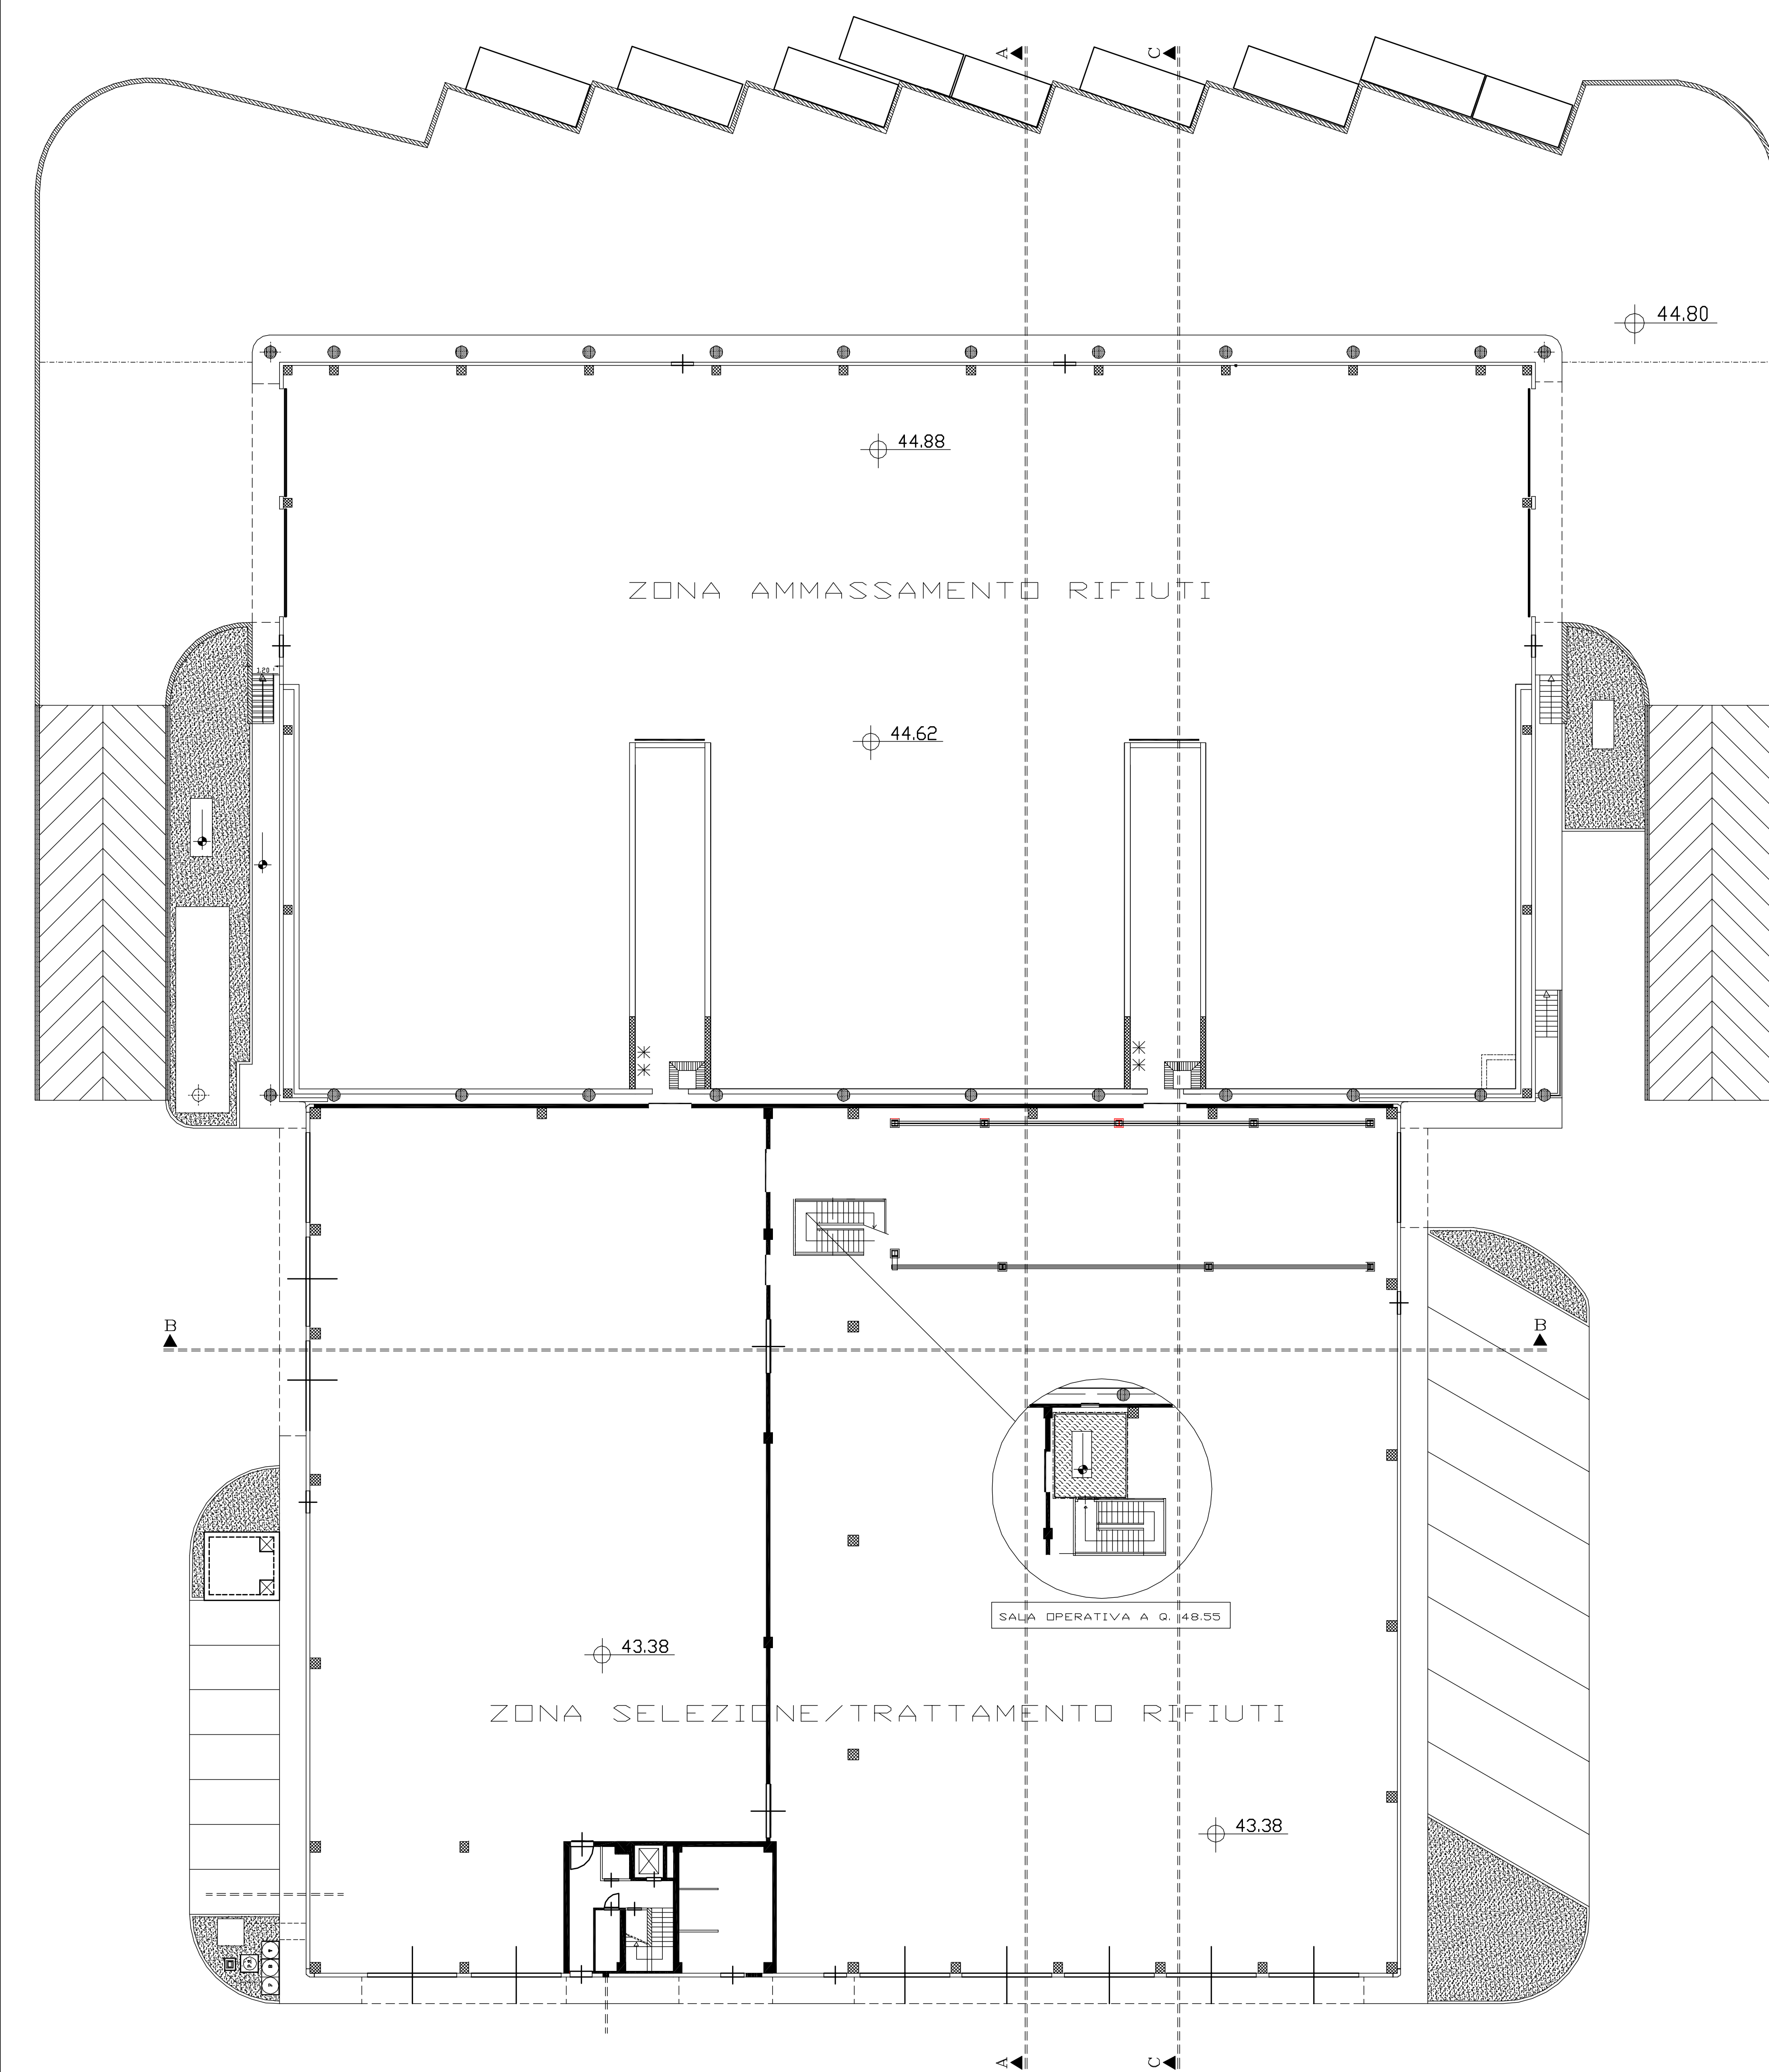 A C
44.80
44.88
ZONA AMMASSAMENTO RIFIUTI
1.20
44.62
B B
SALA OPERATIVA A Q. 48.55
43.38
ZONA SELEZIONE/TRATTAMENTO RIFIUTI
43.38
A C